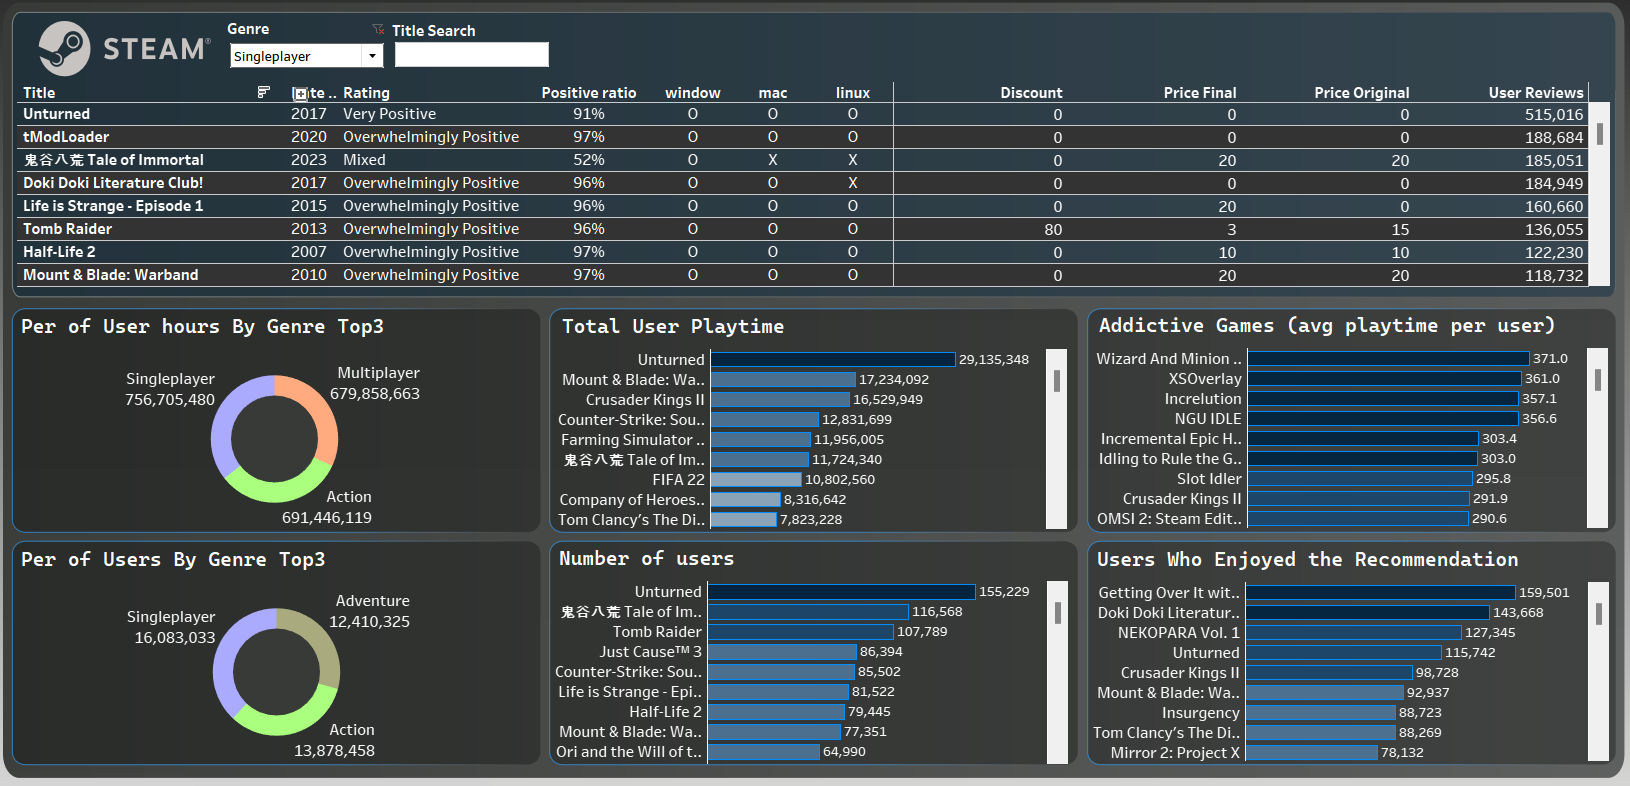 STEAM®
Genre
Title Search
Singleplayer
Title Rating Positive ratio window mac linux Discount Price Final Price Original User Reviews
Unturned 2017 Very Positive 91% O O O 0 0 0 515,016
tModLoader 2020 Overwhelmingly Positive 97% O O O 0 0 0 188,684
鬼谷八荒 Tale of Immortal 2023 Mixed 52% O X X 0 20 20 185,051
Doki Doki Literature Club! 2017 Overwhelmingly Positive 96% O O X 0 0 0 184,949
Life is Strange - Episode 1 2015 Overwhelmingly Positive 96% O O O 0 20 0 160,660
Tomb Raider 2013 Overwhelmingly Positive 96% O O O 80 3 15 136,055
Half-Life 2 2007 Overwhelmingly Positive 97% O O O 0 10 10 122,230
Mount & Blade: Warband 2010 Overwhelmingly Positive 97% O O O 0 20 20 118,732
Per of User hours By Genre Top3
Singleplayer
756,705,480
Multiplayer
679,858,663
Action
691,446,119
Total User Playtime
Unturned 29,135,348
Mount & Blade: Wa.. 17,234,092
Crusader Kings II 16,529,949
Counter-Strike: Sou.. 12,831,699
Farming Simulator .. 11,956,005
鬼谷八荒 Tale of Im.. 11,724,340
FIFA 22 10,802,560
Company of Heroes.. 8,316,642
Tom Clancy's The Di.. 7,823,228
Addictive Games (avg playtime per user)
Wizard And Minion .. 371.0
XSOverlay 361.0
Increlution 357.1
NGU IDLE 356.6
Incremental Epic H.. 303.4
Idling to Rule the G.. 303.0
Slot Idler 295.8
Crusader Kings II 291.9
OMSI 2: Steam Edit.. 290.6
Per of Users By Genre Top3
Singleplayer
16,083,033
Adventure
12,410,325
Action
13,878,458
Number of users
Unturned 155,229
鬼谷八荒 Tale of Im.. 116,568
Tomb Raider 107,789
Just Cause™ 3 86,394
Counter-Strike: Sou.. 85,502
Life is Strange - Epi.. 81,522
Half-Life 2 79,445
Mount & Blade: Wa.. 77,351
Ori and the Will of t.. 64,990
Users Who Enjoyed the Recommendation
Getting Over It wit.. 159,501
Doki Doki Literatur.. 143,668
NEKOPARA Vol. 1 127,345
Unturned 115,742
Crusader Kings II 98,728
Mount & Blade: Wa.. 92,937
Insurgency 88,723
Tom Clancy's The Di.. 88,269
Mirror 2: Project X 78,132